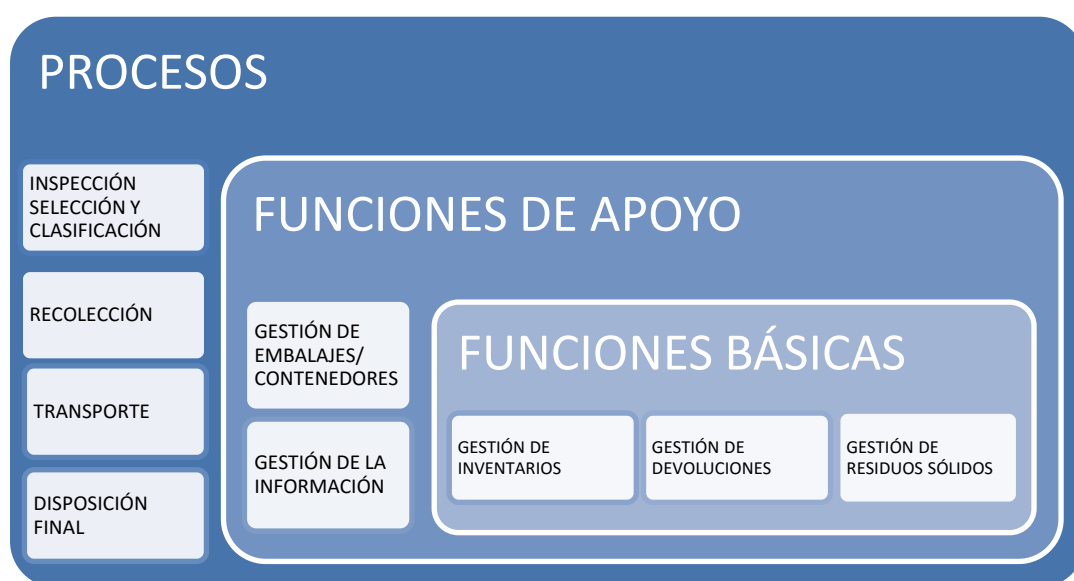 PROCESOS
INSPECCIÓN
SELECCIÓN Y
CLASIFICACIÓN
RECOLECCIÓN
TRANSPORTE
DISPOSICIÓN
FINAL
FUNCIONES DE APOYO
GESTIÓN DE
EMBALAJES/
CONTENEDORES
GESTIÓN DE LA
INFORMACIÓN
FUNCIONES BÁSICAS
GESTIÓN DE
INVENTARIOS
GESTIÓN DE
DEVOLUCIONES
GESTIÓN DE
RESIDUOS SÓLIDOS